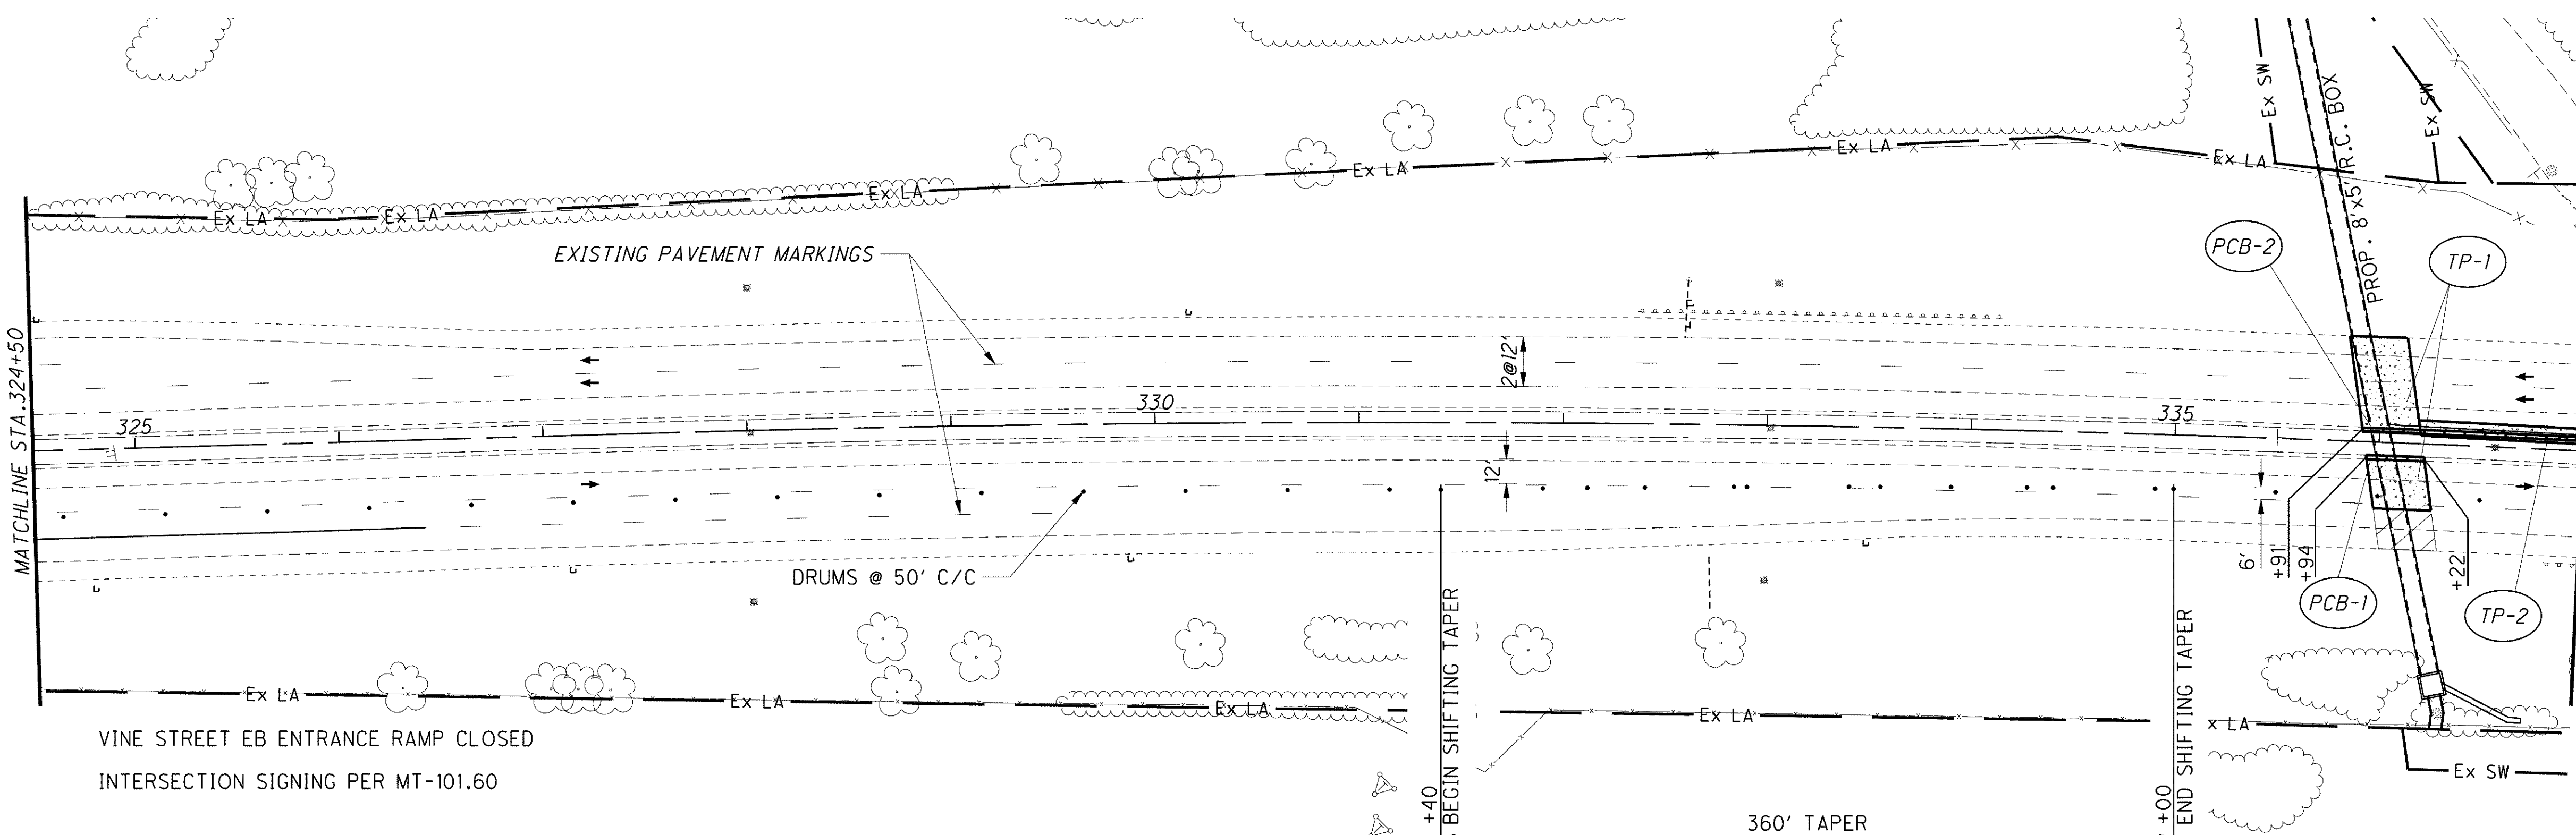 Ex SW
PROP. 8'x5' R.C. BOX
Ex SW
Ex LA
Ex LA
Ex LA
Ex LA
Ex LA
Ex LA
EXISTING PAVEMENT MARKINGS
PCB-2
TP-1
MATCHLINE STA.324+50
2@12'
325
330
335
12'
DRUMS @ 50' C/C
6'
+91
+94
+22
PCB-1
TP-2
Ex LA
Ex LA
Ex LA
Ex LA
x LA
VINE STREET EB ENTRANCE RAMP CLOSED
INTERSECTION SIGNING PER MT-101.60
+40
BEGIN SHIFTING TAPER
360' TAPER
+00
END SHIFTING TAPER
Ex SW